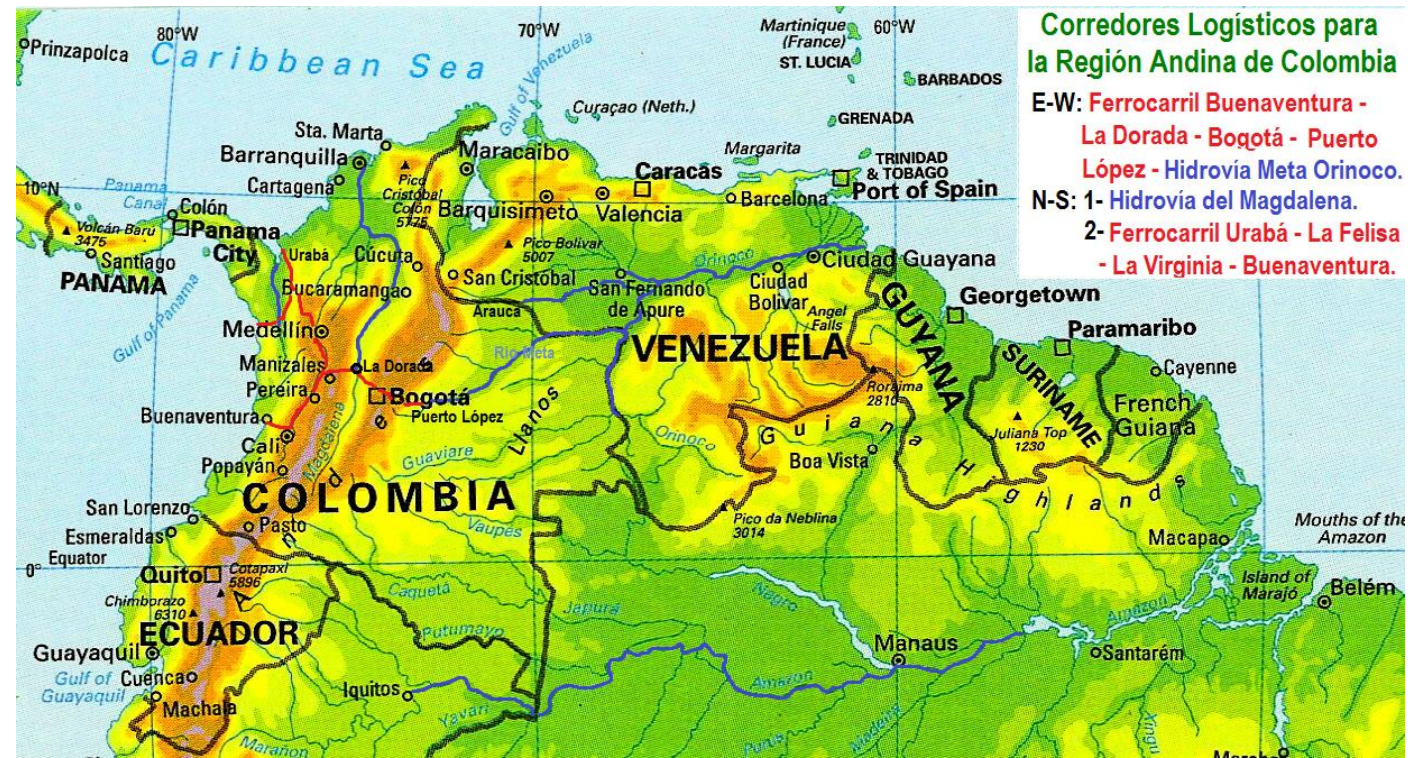 Corredores Logísticos para
la Región Andina de Colombia
E-W: Ferrocarril Buenaventura -
La Dorada - Bogotá - Puerto
López - Hidrovía Meta Orinoco.
N-S: 1- Hidrovía del Magdalena.
2- Ferrocarril Urabá - La Felisa
- La Virginia - Buenaventura.
80°W
70°W
60°W
Prinzapolca
Caribbean Sea
Gulf of Venezuela
Martinique
(France)
ST. LUCIA
BARBADOS
Curaçao (Neth.)
GRENADA
Sta. Marta
Barranquilla
Cartagena
Maracaibo
Margarita
TRINIDAD
& TOBAGO
Caracas
Port of Spain
10°N
Panama
Canal
Colón
Panama
City
Pico
Cristóbal
Colón
5775
Barquisimeto
Valencia
Barcelona
Volcán Barú
3475
Santiago
PANAMA
Gulf of Panama
Urabá
Cúcuta
Pico Bolívar
5007
San Cristóbal
Orinoco
Ciudad Guayana
Bucaramanga
Arauca
San Fernando
de Apure
Ciudad
Bolívar
Angel
Falls
GUYANA
Georgetown
Medellín
Rio Meta
VENEZUELA
Paramaribo
Manizales
La Dorada
Pereira
Bogotá
Puerto López
Roraima
2810
SURINAME
Cayenne
Buenaventura
Cali
Popayán
Magdalena
Llanos
Guaviare
Orinoco
Guiana Highlands
Boa Vista
Juliana Top
1230
French
Guiana
COLOMBIA
San Lorenzo
Esmeraldas
Pasto
Vaupés
Pico da Neblina
3014
Macapá
Mouths of the
Amazon
Equator
0°
Quito
Cotapaxi
5896
Andes
Caquetá
Japurá
Negro
Island of
Marajó
Belém
Chimborazo
6310
ECUADOR
Putumayo
Amazon
Manaus
Santarém
Guayaquil
Gulf of
Guayaquil
Cuenca
Machala
Iquitos
Yavarí
Amazon
Marañon
Purus
Madeira
Xingu